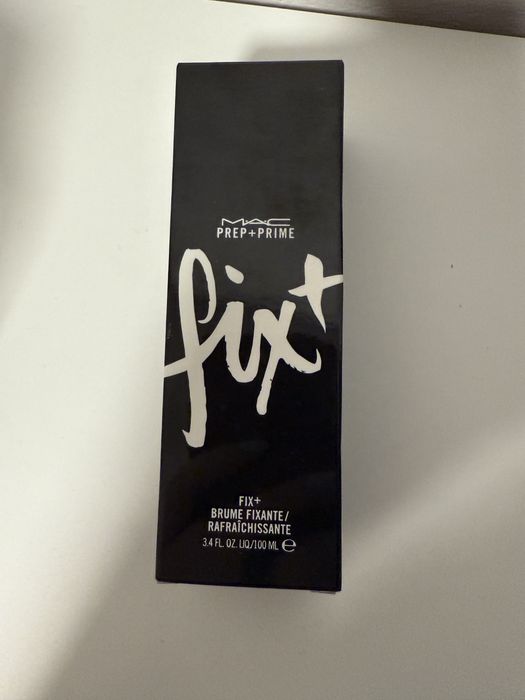 MAC
PREP+PRIME
fix+
FIX+
BRUME FIXANTE/
RAFRAÎCHISSANTE
3.4 FL. OZ. LIQ/100 ML ℮